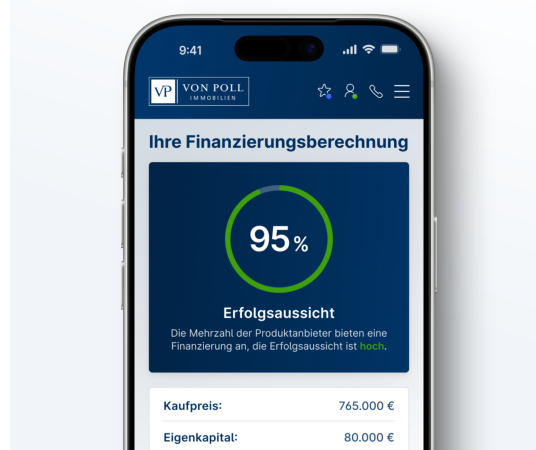 9:41
VP VON POLL
IMMOBILIEN
Ihre Finanzierungsberechnung
95 %
Erfolgsaussicht
Die Mehrzahl der Produktanbieter bieten eine
Finanzierung an, die Erfolgsaussicht ist hoch.
Kaufpreis: 765.000 €
Eigenkapital: 80.000 €